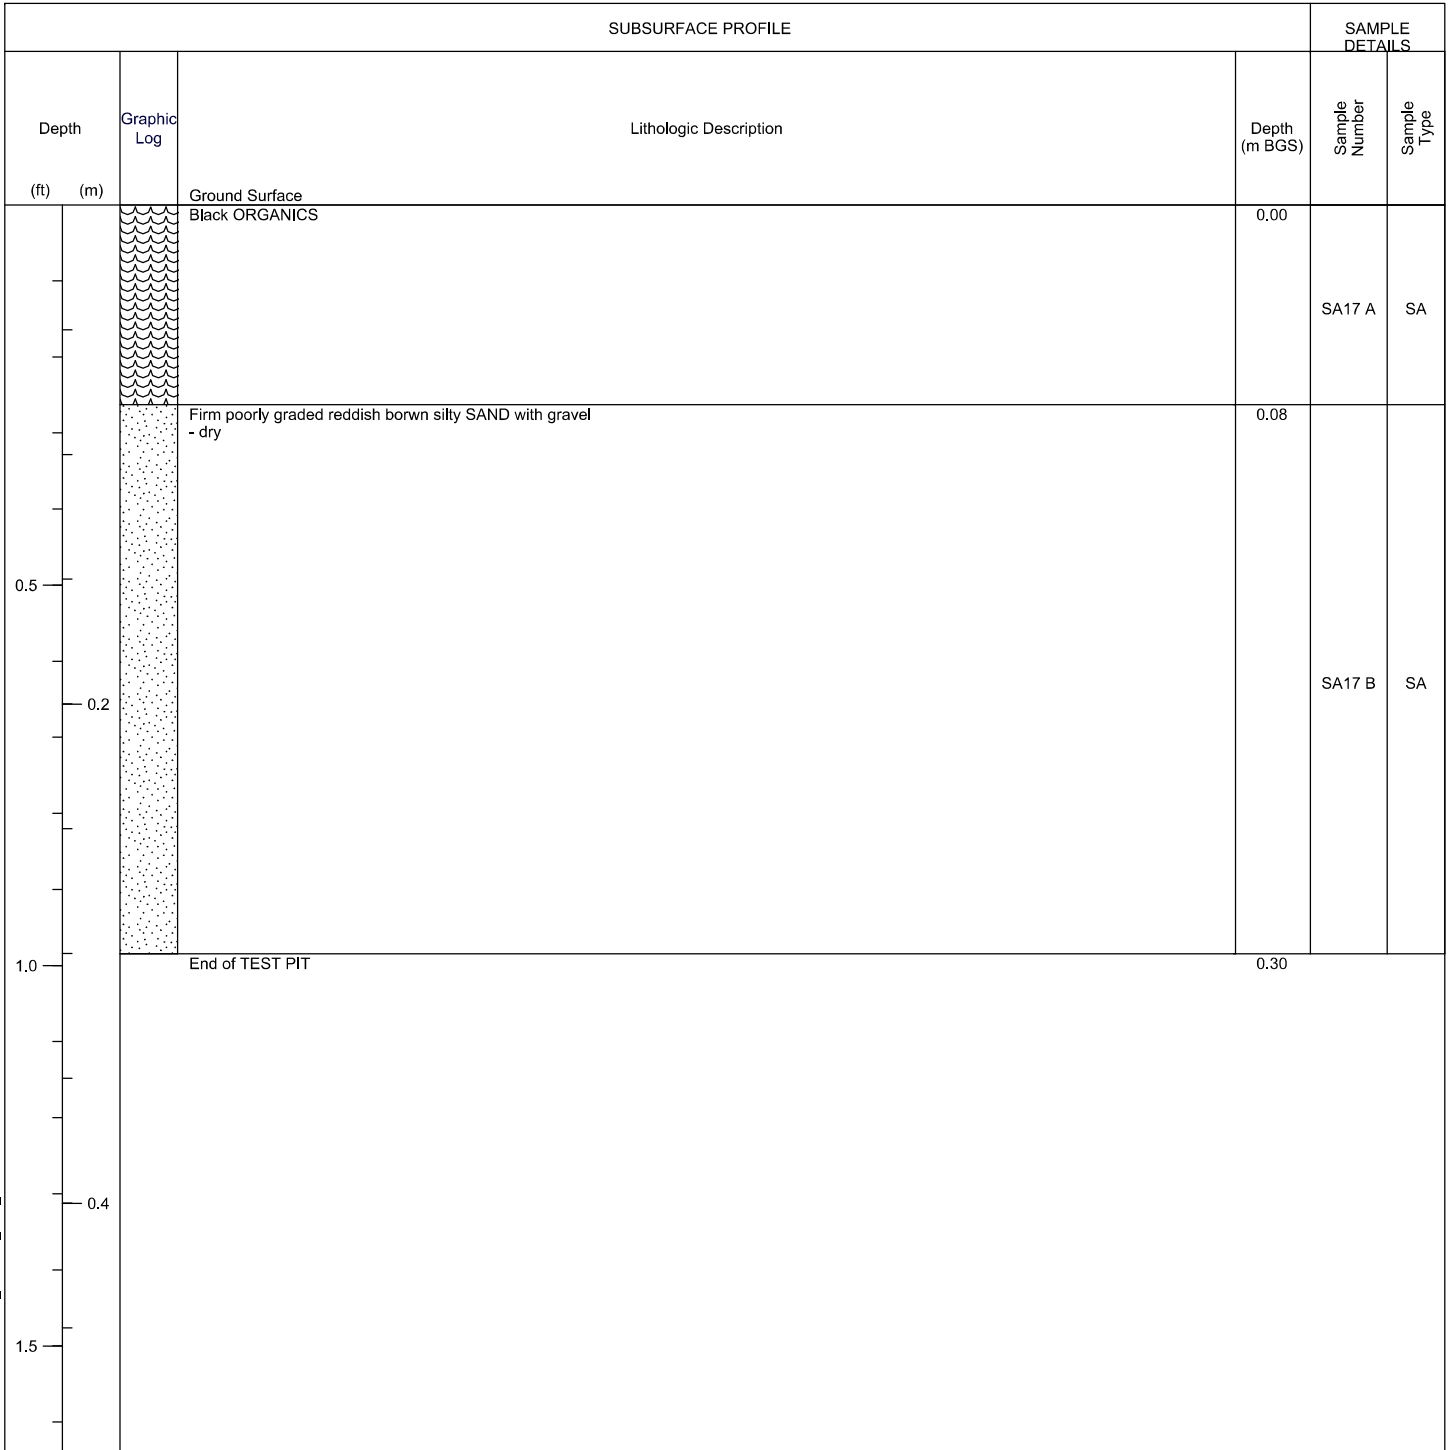 SUBSURFACE PROFILE
SAMPLE
DETAILS
Depth
Graphic
Log
Lithologic Description
Depth
(m BGS)
Sample
Number
Sample
Type
(ft)
(m)
Ground Surface
Black ORGANICS
0.00
SA17 A
SA
Firm poorly graded reddish borwn silty SAND with gravel
- dry
0.08
0.5
SA17 B
SA
0.2
1.0
End of TEST PIT
0.30
0.4
1.5